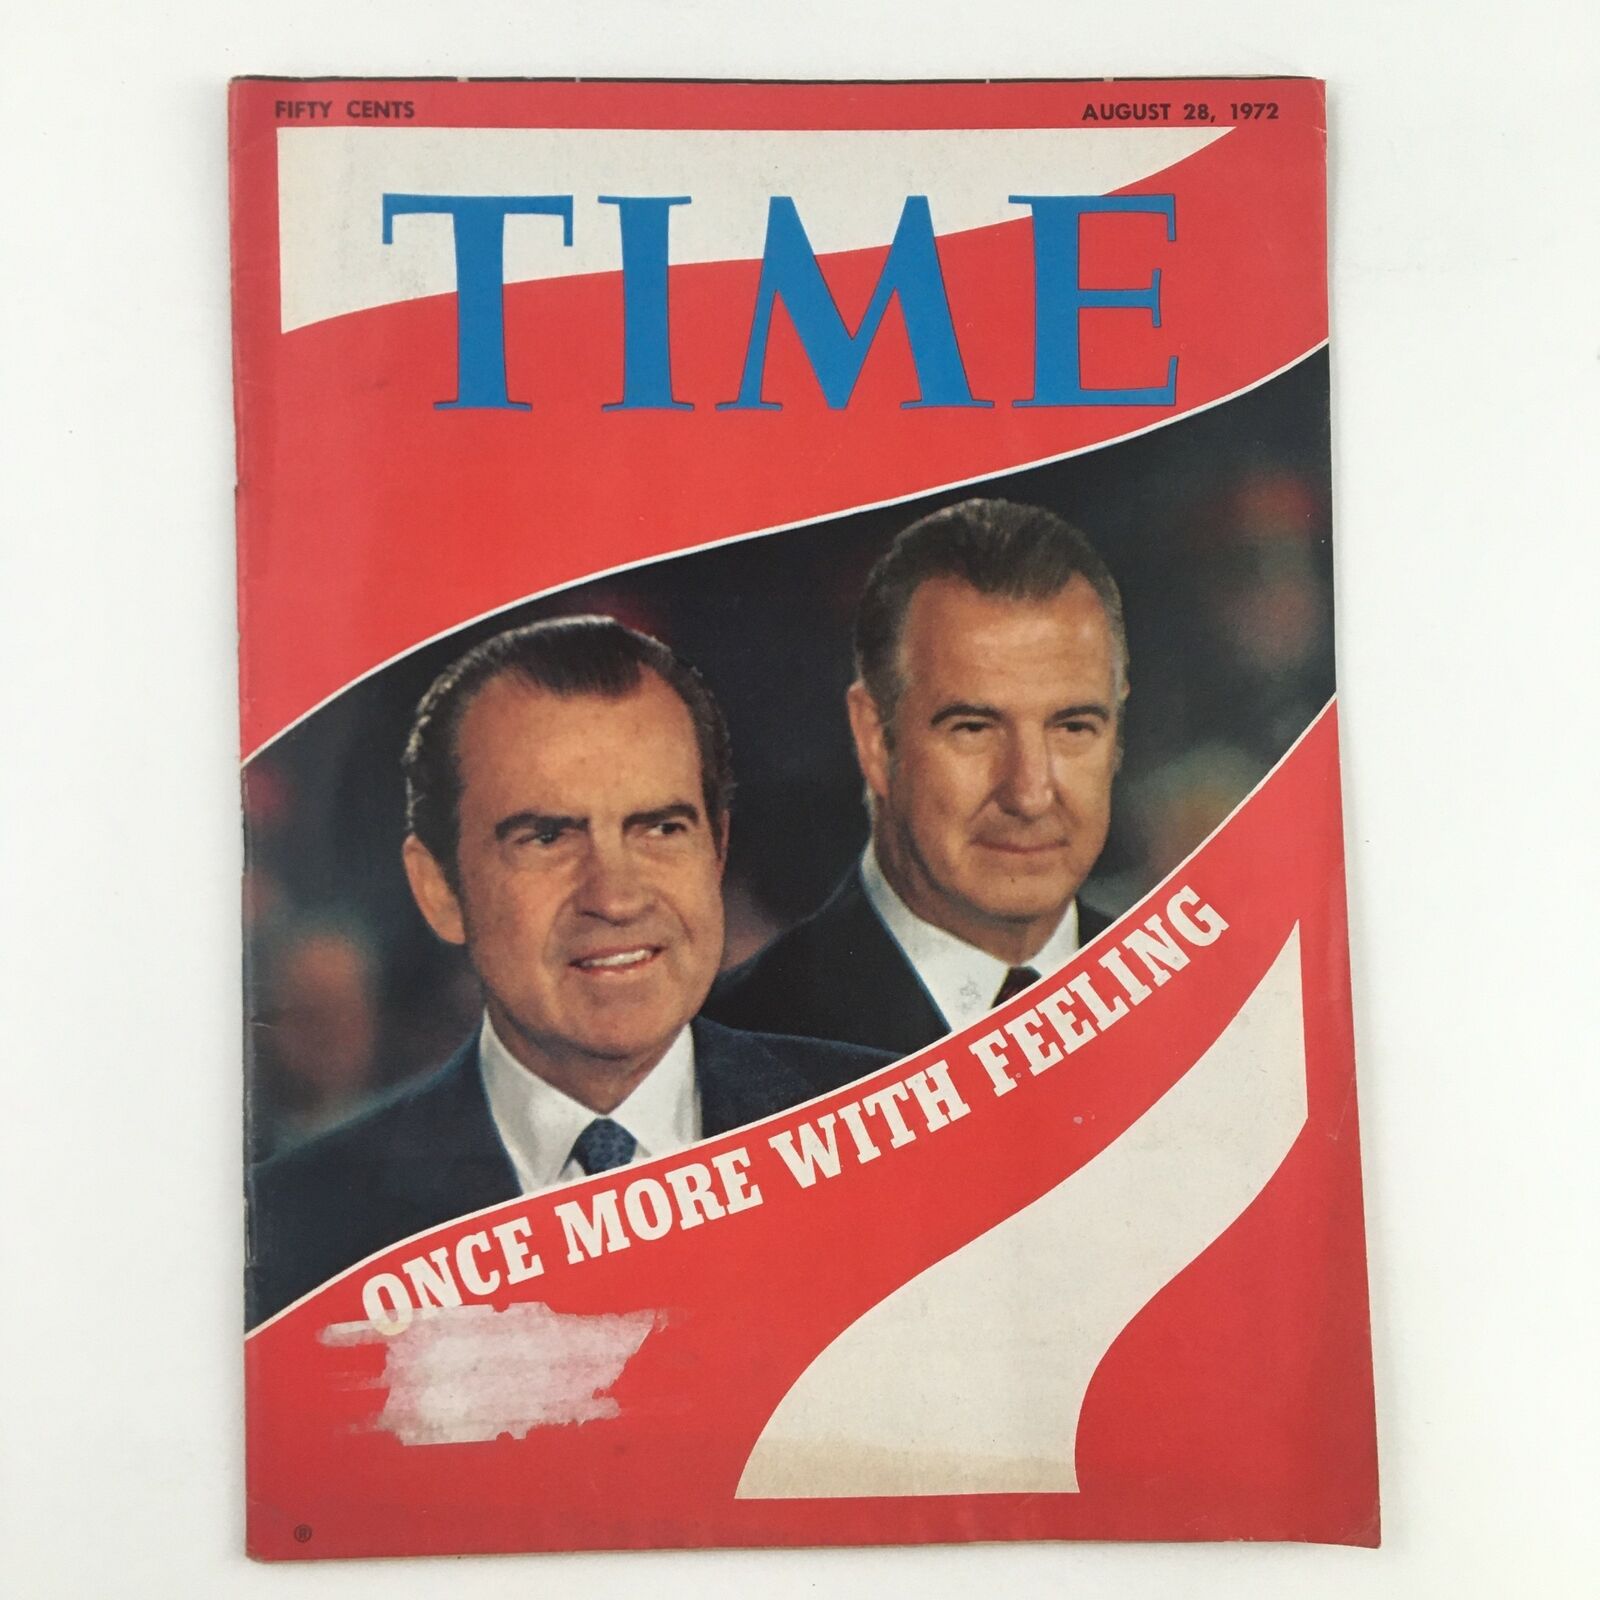 FIFTY CENTS
AUGUST 28, 1972
TIME
ONCE MORE WITH FEELING
®